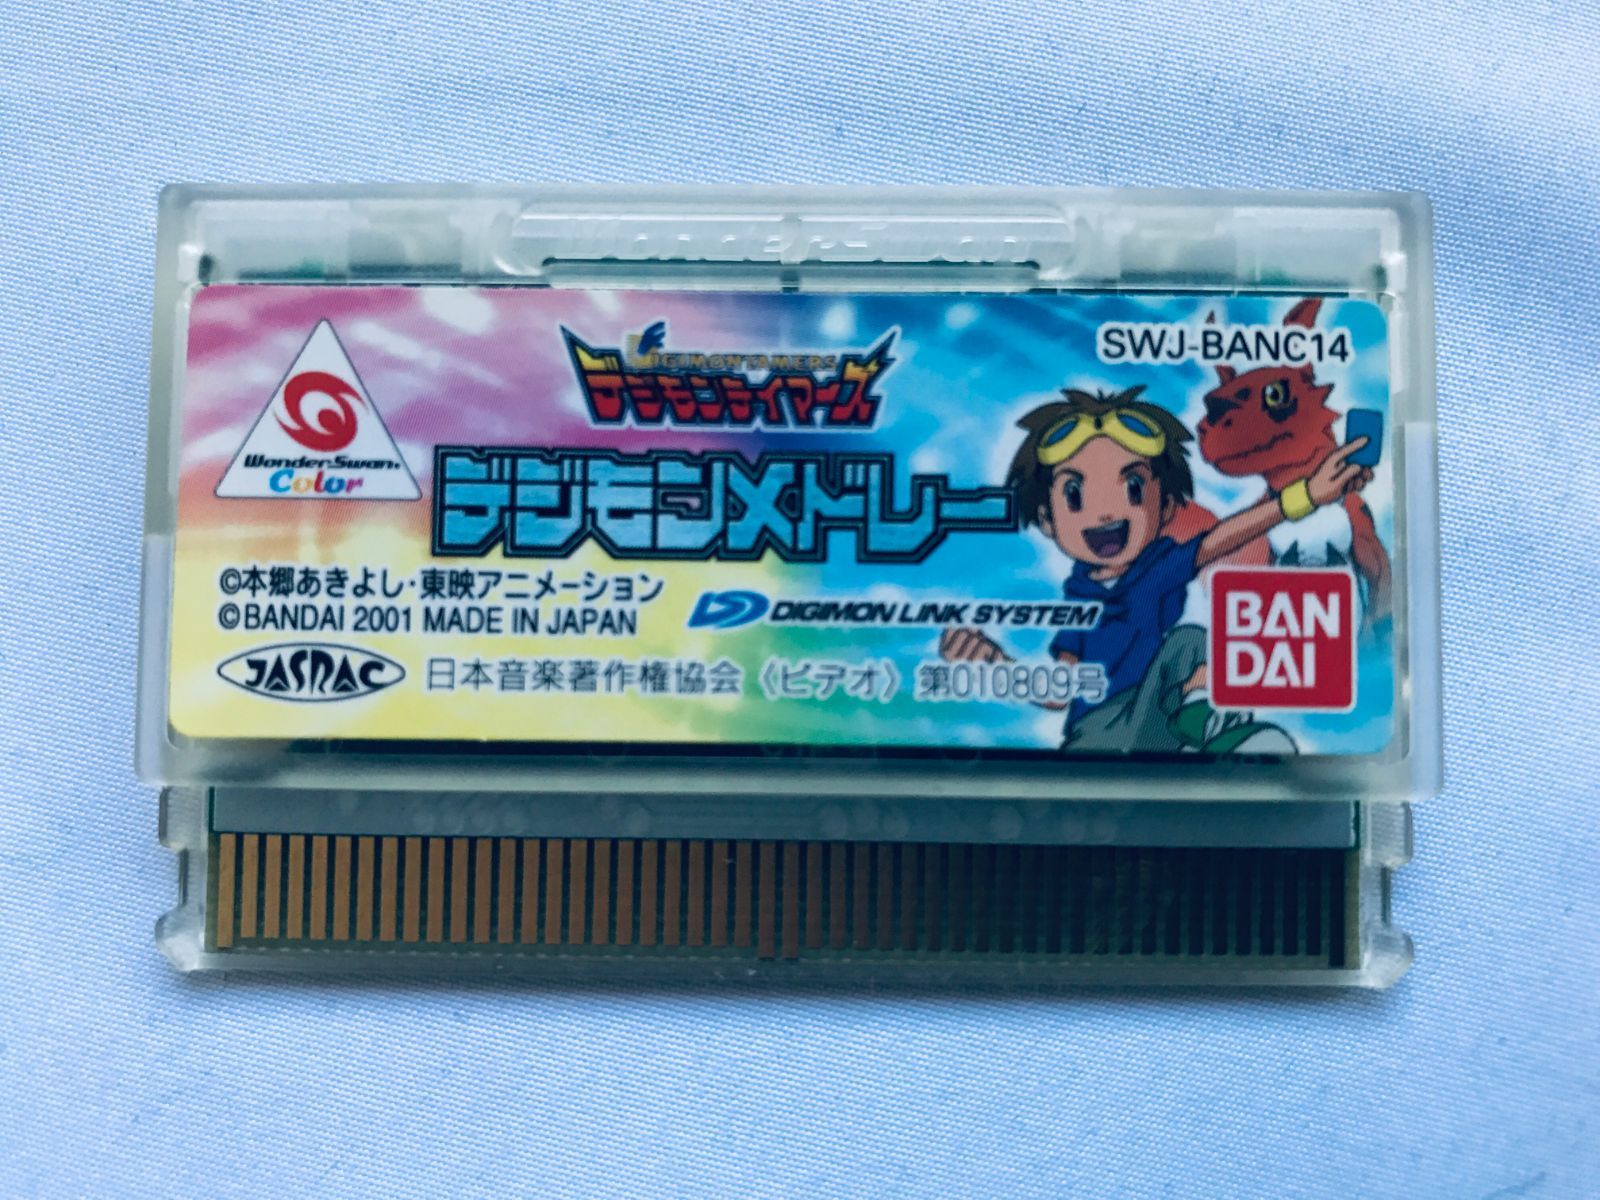 WonderSwan
SWJ-BANC14
DIGIMONTAMERS
デジモンテイマーズ
デジモンメドレー
WonderSwan
Color
©本郷あきよし・東映アニメーション
©BANDAI 2001 MADE IN JAPAN
DIGIMON LINK SYSTEM
BAN
DAI
JASRAC 日本音楽著作権協会〈ビデオ〉第010809号